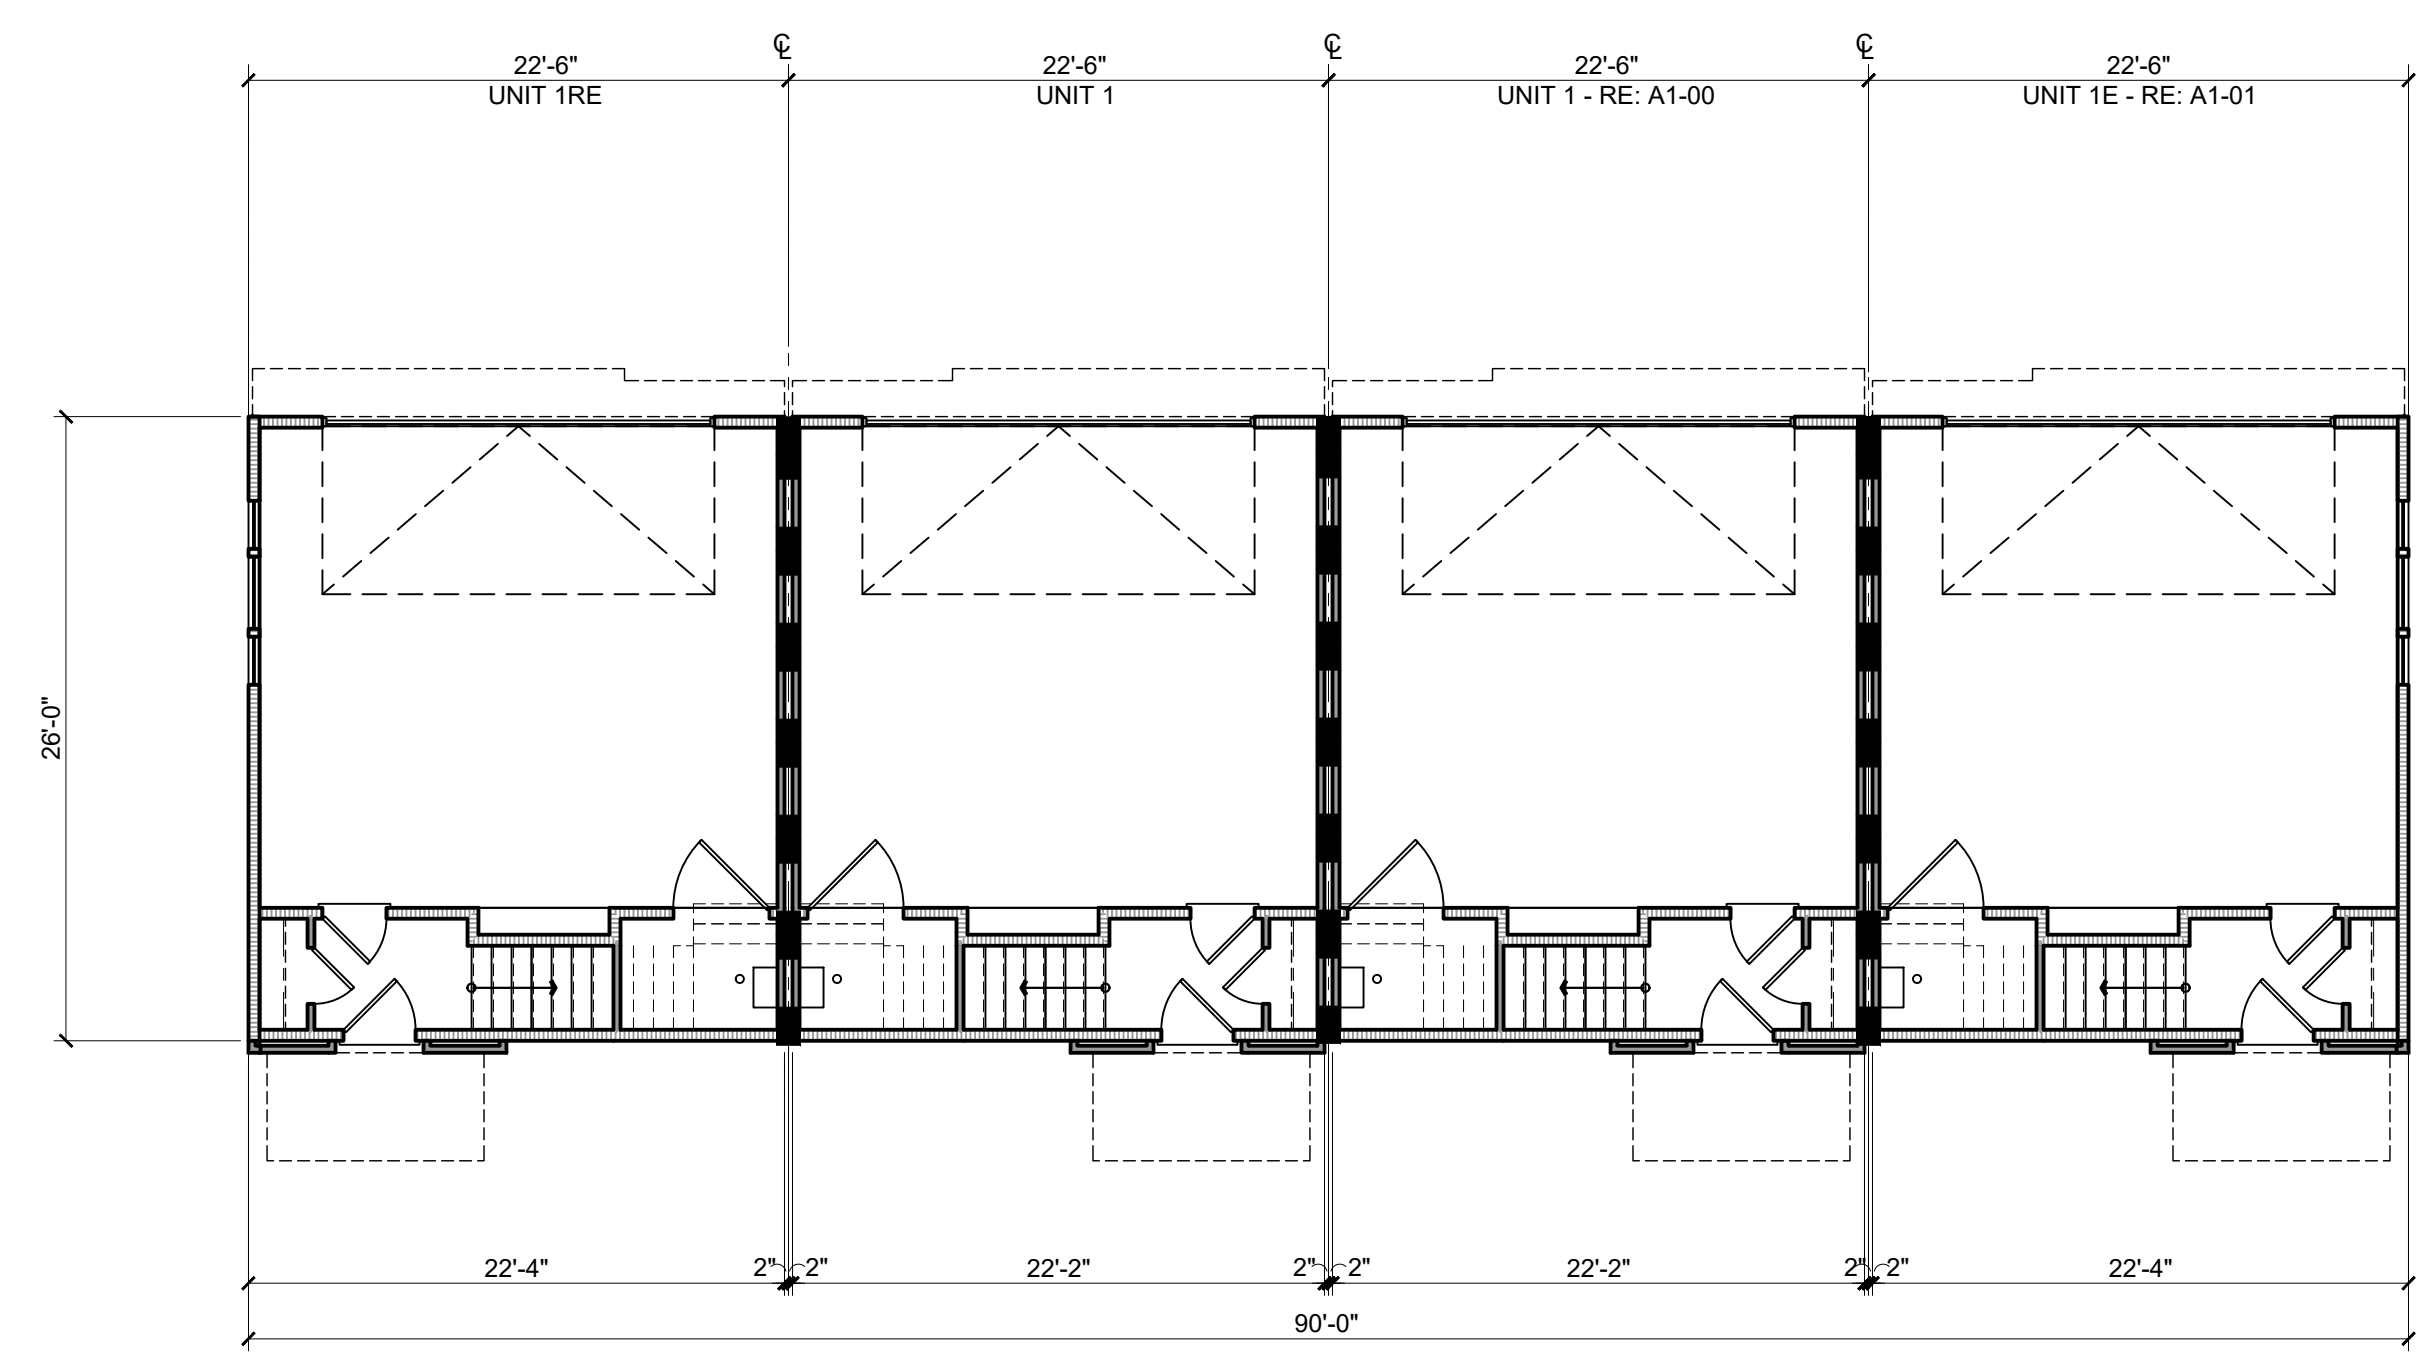 ℄ ℄ ℄
22'-6" 22'-6" 22'-6" 22'-6"
UNIT 1RE UNIT 1 UNIT 1 - RE: A1-00 UNIT 1E - RE: A1-01
26'-0"
22'-4" 2" 2" 22'-2" 2" 2" 22'-2" 2" 2" 22'-4"
90'-0"